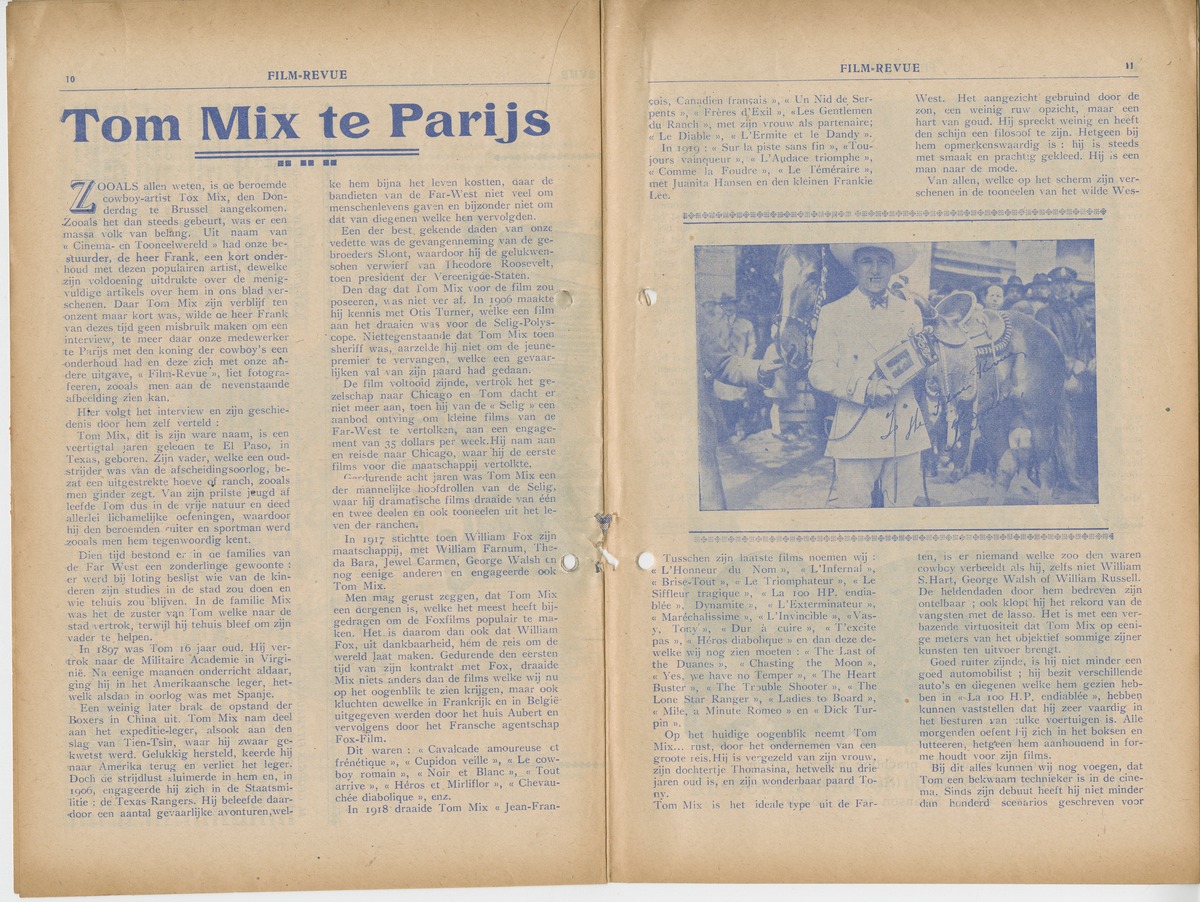 10
FILM-REVUE
Tom Mix te Parijs
ZOOALS allen weten, is de beroemde
cowboy-artist Tox Mix, den Don-
derdag te Brussel aangekomen.
Zooals het dan steeds gebeurt, was er een
massa volk van belang. Uit naam van
« Cinema- en Tooneelwereld » had onze be-
stuurder, de heer Frank, een kort onder-
houd met dezen populairen artist, dewelke
zijn voldoening uitdrukte over de menig-
vuldige artikels over hem in ons blad ver-
schenen. Daar Tom Mix zijn verblijf ten
onzent maar kort was, wilde de heer Frank
van dezes tijd geen misbruik maken om een
interview, te meer daar onze medewerker
te Parijs met den koning der cowboy's een
onderhoud had en deze zich met onze an-
dere uitgave, « Film-Revue », liet fotogra-
feeren, zooals men aan de nevenstaande
afbeelding zien kan.
Hier volgt het interview en zijn geschie-
denis door hem zelf verteld :
Tom Mix, dit is zijn ware naam, is een
veertigtal jaren geleden te El Paso, in
Texas, geboren. Zijn vader, welke een oud-
strijder was van de afscheidingsoorlog, be-
zat een uitgestrekte hoeve of ranch, zooals
men ginder zegt. Van zijn prilste jeugd af
leefde Tom dus in de vrije natuur en deed
allerlei lichamelijke oefeningen, waardoor
hij den beroemden ruiter en sportman werd
zooals men hem tegenwoordig kent.
Dien tijd bestond er in de families van
de Far West een zonderlinge gewoonte :
er werd bij loting beslist wie van de kin-
deren zijn studies in de stad zou doen en
wie tehuis zou blijven. In de familie Mix
was het de zuster van Tom welke naar de
stad vertrok, terwijl hij tehuis bleef om zijn
vader te helpen.
In 1897 was Tom 16 jaar oud. Hij ver-
trok naar de Militaire Academie in Virgi-
nië. Na eenige maanden onderricht aldaar,
ging hij in het Amerikaansche leger, het-
welk alsdan in oorlog was met Spanje.
Een weinig later brak de opstand der
Boxers in China uit. Tom Mix nam deel
aan het expeditie-leger, alsook aan den
slag van Tien-Tsin, waar hij zwaar ge-
kwetst werd. Gelukkig hersteld, keerde hij
naar Amerika terug en verliet het leger.
Doch de strijdlust sluimerde in hem en, in
1906, engageerde hij zich in de Staatsmi-
litie : de Texas Rangers. Hij beleefde daar-
door een aantal gevaarlijke avonturen,wel-
ke hem bijna het leven kostten, daar de
bandieten van de Far-West niet veel om
menschenlevens gaven en bijzonder niet om
dat van diegenen welke hen vervolgden.
Een der best gekende daden van onze
vedette was de gevangenneming van de ge-
broeders Shont, waardoor hij de gelukwen-
schen verwierf van Theodore Roosevelt,
toen president der Vereenigde-Staten.
Den dag dat Tom Mix voor de film zou
poseeren, was niet ver af. In 1906 maakte
hij kennis met Otis Turner, welke een film
aan het draaien was voor de Selig-Polys-
cope. Niettegenstaande dat Tom Mix toen
sheriff was, aarzelde hij niet om de jeune-
premier te vervangen, welke een gevaar-
lijken val van zijn paard had gedaan.
De film voltooid zijnde, vertrok het ge-
zelschap naar Chicago en Tom dacht er
niet meer aan, toen hij van de « Selig » een
aanbod ontving om kleine films van de
Far-West te vertolken, aan een engage-
ment van 35 dollars per week.Hij nam aan
en reisde naar Chicago, waar hij de eerste
films voor die maatschappij vertolkte.
Gedurende acht jaren was Tom Mix een
der mannelijke hoofdrollen van de Selig,
waar hij dramatische films draaide van één
en twee deelen en ook tooneelen uit het le-
ven der ranchen.
In 1917 stichtte toen William Fox zijn
maatschappij, met William Farnum, The-
da Bara, Jewel Carmen, George Walsh en
nog eenige anderen en engageerde ook
Tom Mix.
Men mag gerust zeggen, dat Tom Mix
een dergenen is, welke het meest heeft bij-
gedragen om de Foxfilms populair te ma-
ken. Het is daarom dan ook dat William
Fox, uit dankbaarheid, hem de reis om de
wereld laat maken. Gedurende den eersten
tijd van zijn kontrakt met Fox, draaide
Mix niets anders dan de films welke wij nu
op het oogenblik te zien krijgen, maar ook
kluchten dewelke in Frankrijk en in België
uitgegeven werden door het huis Aubert en
vervolgens door het Fransche agentschap
Fox-Film.
Dit waren : « Cavalcade amoureuse et
frénétique », « Cupidon veille », « Le cow-
boy romain », « Noir et Blanc », « Tout
arrive », « Héros et Mirliflor », « Chevau-
chée diabolique », enz.
In 1918 draaide Tom Mix « Jean-Fran-
FILM-REVUE
11
çois, Canadien français », « Un Nid de Ser-
pents », « Frères d'Exil », «Les Gentlemen
du Ranch », met zijn vrouw als partenaire;
« Le Diable », « L'Ermite et le Dandy ».
In 1919 : « Sur la piste sans fin », «Tou-
jours vainqueur », « L'Audace triomphe »,
« Comme la Foudre », « Le Téméraire »,
met Juanita Hansen en den kleinen Frankie
Lee.
West. Het aangezicht gebruind door de
zon, een weinig ruw opzicht, maar een
hart van goud. Hij spreekt weinig en heeft
den schijn een filosoof te zijn. Hetgeen bij
hem opmerkenswaardig is : hij is steeds
met smaak en prachtig gekleed. Hij is een
man naar de mode.
Van allen, welke op het scherm zijn ver-
schenen in de tooneelen van het wilde Wes-
Tusschen zijn laatste films noemen wij :
« L'Honneur du Nom », « L'Infernal »,
« Brise-Tout », « Le Triomphateur », « Le
Siffleur tragique », « La 100 HP. endia-
blée », Dynamite », « L'Exterminateur »,
« Maréchalissime », « L'Invincible », «Vas-
y, Tony », « Dur à cuire », « T'excite
pas », « Héros diabolique » en dan deze de-
welke wij nog zien moeten : « The Last of
the Duanes », « Chasting the Moon »,
« Yes, we have no Temper », « The Heart
Buster », « The Trouble Shooter », « The
Lone Star Ranger », « Ladies to Board »,
« Mile, a Minute Romeo » en « Dick Tur-
pin ».
Op het huidige oogenblik neemt Tom
Mix... rust, door het ondernemen van een
groote reis.Hij is vergezeld van zijn vrouw,
zijn dochtertje Thomasina, hetwelk nu drie
jaren oud is, en zijn wonderbaar paard To-
ny.
Tom Mix is het ideale type uit de Far-
ten, is er niemand welke zoo den waren
cowboy verbeeldt als hij, zelfs niet William
S.Hart, George Walsh of William Russell.
De heldendaden door hem bedreven zijn
ontelbaar ; ook klopt hij het rekord van de
vangsten met de lasso. Het is met een ver-
bazende virtuositeit dat Tom Mix op eeni-
ge meters van het objektief sommige zijner
kunsten ten uitvoer brengt.
Goed ruiter zijnde, is hij niet minder een
goed automobilist ; hij bezit verschillende
auto's en diegenen welke hem gezien heb-
ben in « La 100 H.P. endiablée », hebben
kunnen vaststellen dat hij zeer vaardig in
het besturen van zulke voertuigen is. Alle
morgenden oefent hij zich in het boksen en
lutteeren, hetgeen hem aanhoudend in for-
me houdt voor zijn films.
Bij dit alles kunnen wij nog voegen, dat
Tom een bekwaam technieker is in de cine-
ma. Sinds zijn debuut heeft hij niet minder
dan honderd scenarios geschreven voor